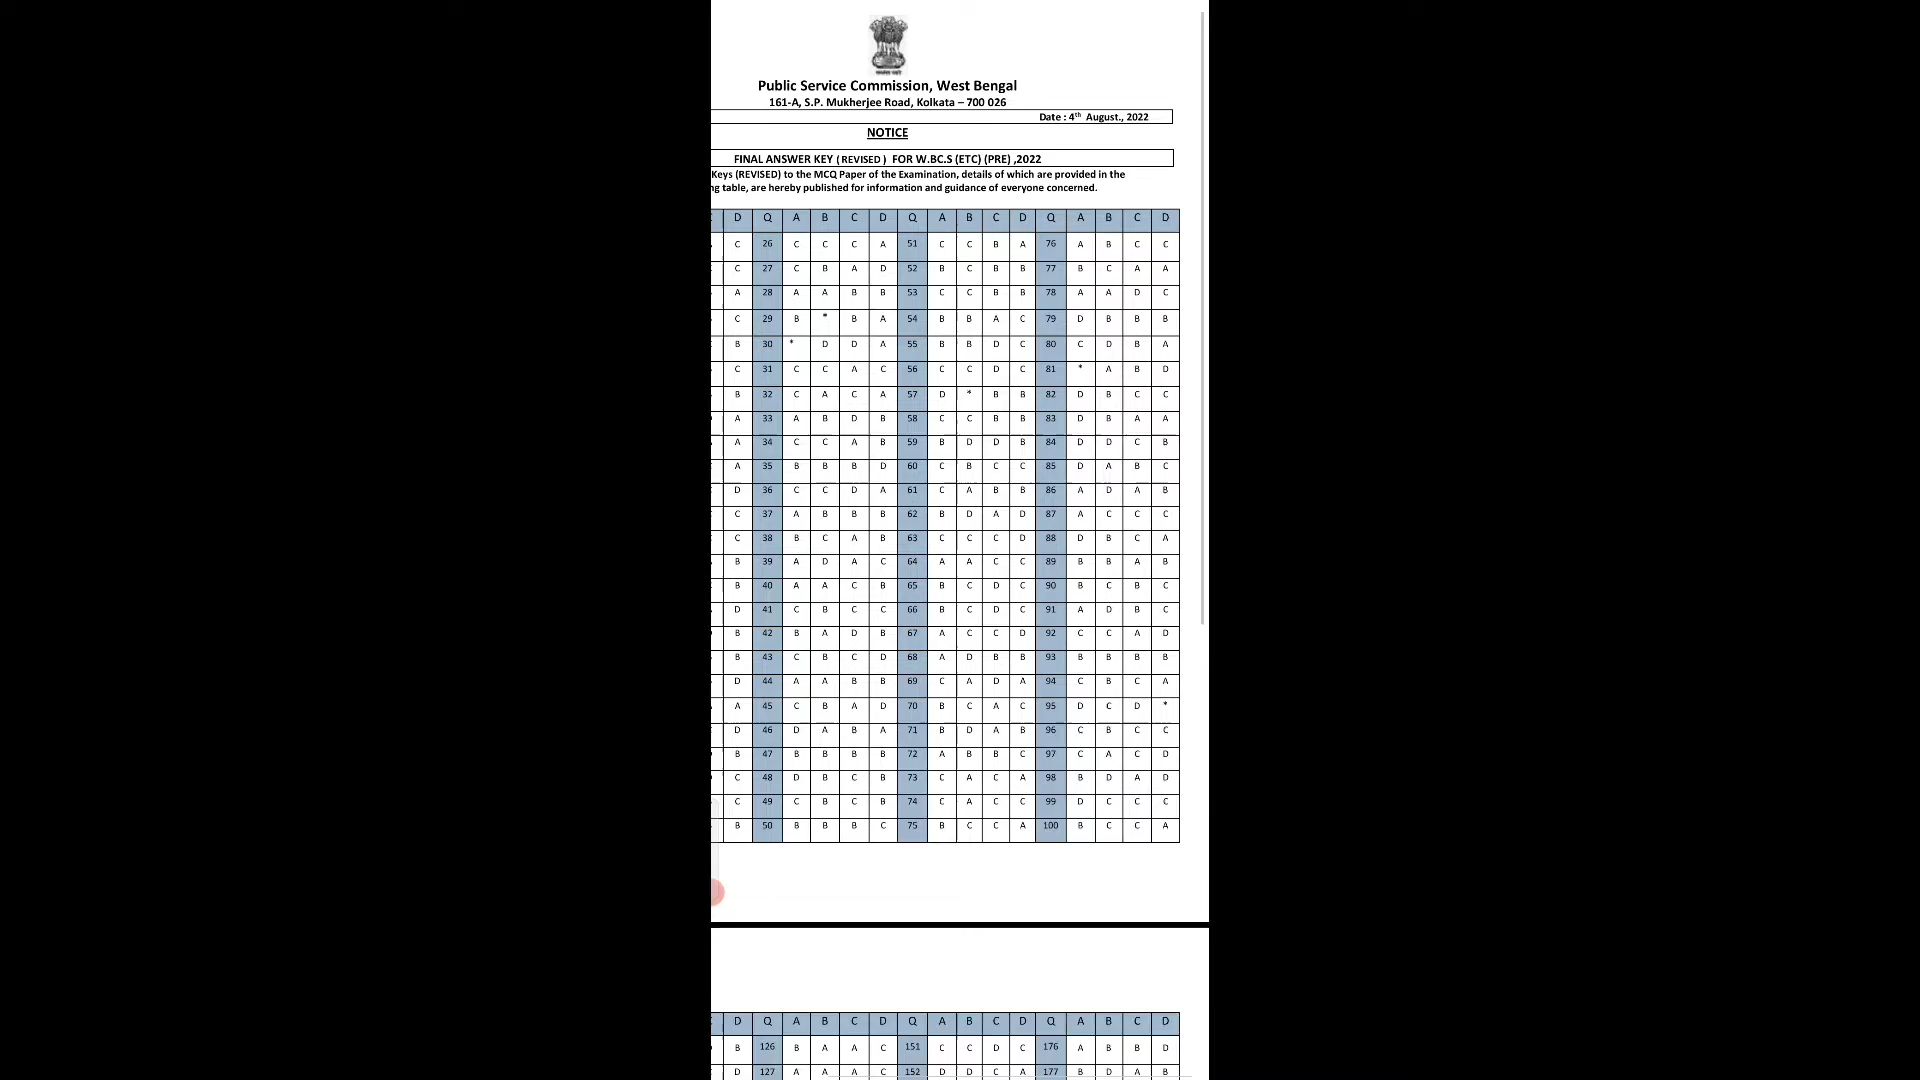 Public Service Commission, West Bengal
161-A, S.P. Mukherjee Road, Kolkata – 700 026
Date : 4th August., 2022
NOTICE
FINAL ANSWER KEY ( REVISED ) FOR W.BC.S (ETC) (PRE) ,2022
Keys (REVISED) to the MCQ Paper of the Examination, details of which are provided in the
table, are hereby published for information and guidance of everyone concerned.
D Q A B C D Q A B C D Q A B C D
C 26 C C C A 51 C C B A 76 A B C C
C 27 C B A D 52 B C B B 77 B C A A
A 28 A A B B 53 C C B B 78 A A D C
C 29 B * B A 54 B B A C 79 D B B B
B 30 * D D A 55 B B D C 80 C D B A
C 31 C C A C 56 C C D C 81 * A B D
B 32 C A C A 57 D * B B 82 D B C C
A 33 A B D B 58 C C B B 83 D B A A
A 34 C C A B 59 B D D B 84 D D C B
A 35 B B B D 60 C B C C 85 D A B C
D 36 C C D A 61 C A B B 86 A D A B
C 37 A B B B 62 B D A D 87 A C C C
C 38 B C A B 63 C C C D 88 D B C A
B 39 A D A C 64 A A C C 89 B B A B
B 40 A A C B 65 B C D C 90 B C B C
D 41 C B C C 66 B C D C 91 A D B C
B 42 B A D B 67 A C C D 92 C C A D
B 43 C B C D 68 A D B B 93 B B B B
D 44 A A B B 69 C A D A 94 C B C A
A 45 C B A D 70 B C A C 95 D C D *
D 46 D A B A 71 B D A B 96 C B C C
B 47 B B B B 72 A B B C 97 C A C D
C 48 D B C B 73 C A C A 98 B D A D
C 49 C B C B 74 C A C C 99 D C C C
B 50 B B B C 75 B C C A 100 B C C A
D Q A B C D Q A B C D Q A B C D
B 126 B A A C 151 C C D C 176 A B B D
D 127 A A A C 152 D D C A 177 B D A B